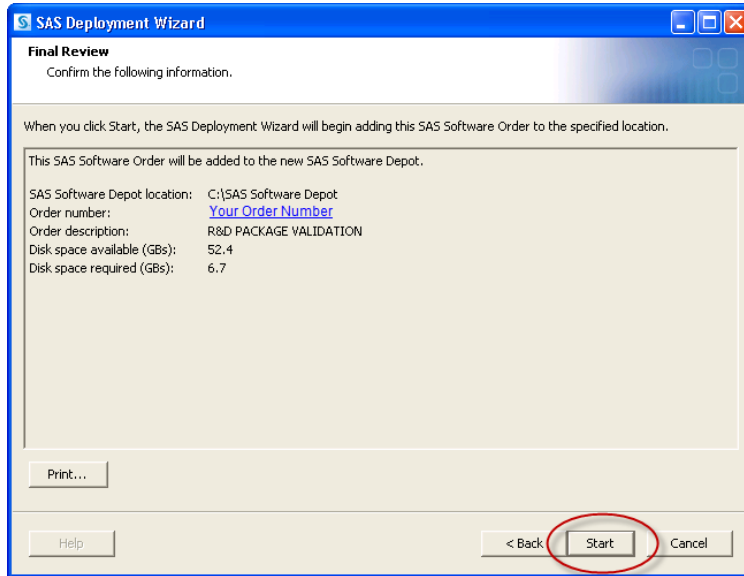 SAS Deployment Wizard
Final Review
Confirm the following information.
When you click Start, the SAS Deployment Wizard will begin adding this SAS Software Order to the specified location.
This SAS Software Order will be added to the new SAS Software Depot.
SAS Software Depot location: C:\SAS Software Depot
Order number: Your Order Number
Order description: R&D PACKAGE VALIDATION
Disk space available (GBs): 52.4
Disk space required (GBs): 6.7
Print...
Help < Back Start Cancel